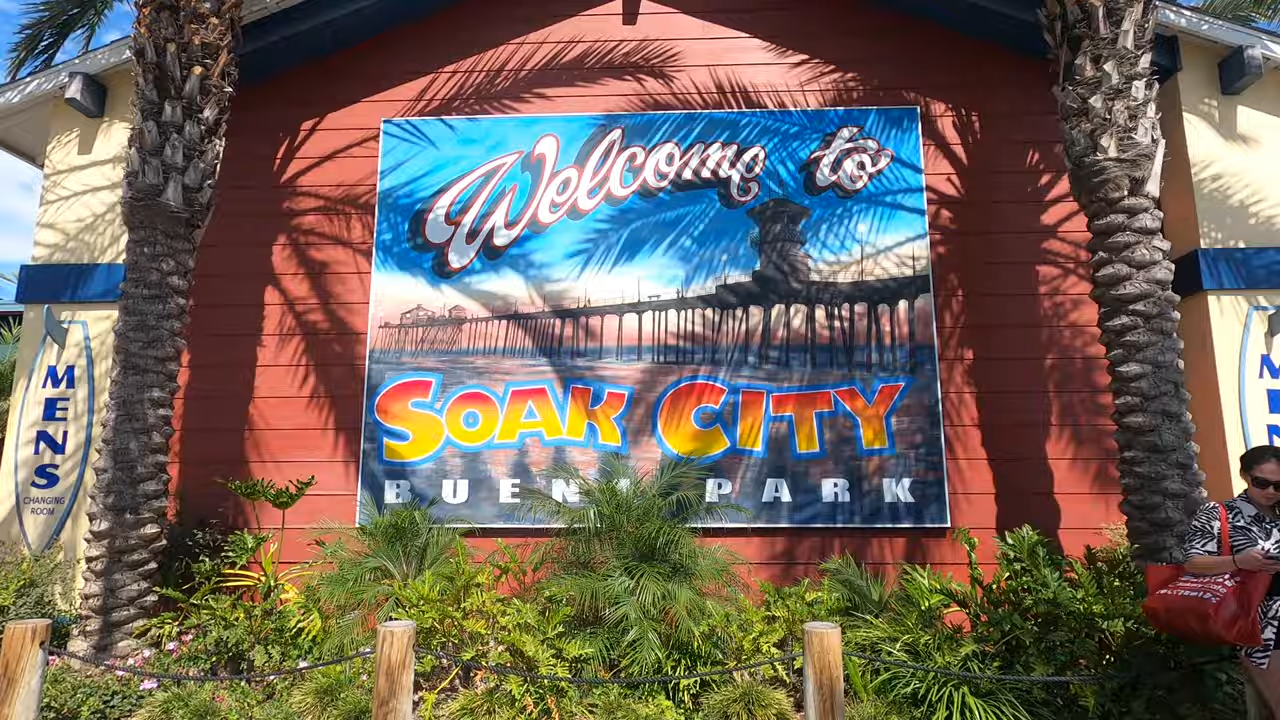 Welcome to
SOAK CITY
BUENA PARK
MENS
CHANGING
ROOM